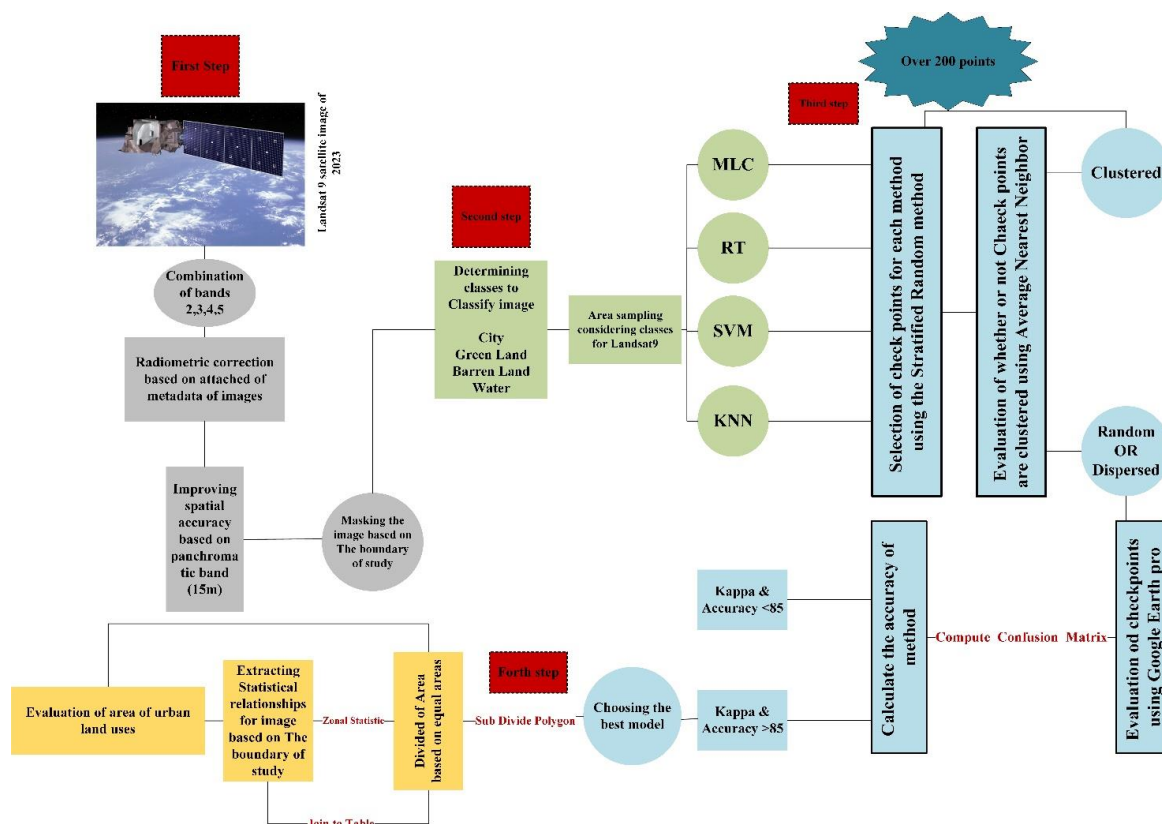 First Step
Landsat 9 satellite image of
2023
Combination
of bands
2,3,4,5
Radiometric correction
based on attached of
metadata of images
Improving
spatial
accuracy
based on
panchroma
tic band
(15m)
Masking the
image based on
The boundary
of study
Second step
Determining
classes to
Classify image
City
Green Land
Barren Land
Water
Area sampling
considering classes
for Landsat9
MLC
RT
SVM
KNN
Third step
Over 200 points
Selection of check points for each method
using the Stratified Random method
Evaluation of whether or not Chaeck points
are clustered using Average Nearest Neighbor
Clustered
Random
OR
Dispersed
Evaluation od checkpoints
using Google Earth pro
Compute Confusion Matrix
Calculate the accuracy of
method
Kappa &
Accuracy <85
Kappa &
Accuracy >85
Choosing the
best model
Forth step
Sub Divide Polygon
Divided of Area
based on equal areas
Zonal Statistic
Extracting
Statistical
relationships
for image
based on The
boundary of
study
Join to Table
Evaluation of area of urban
land uses